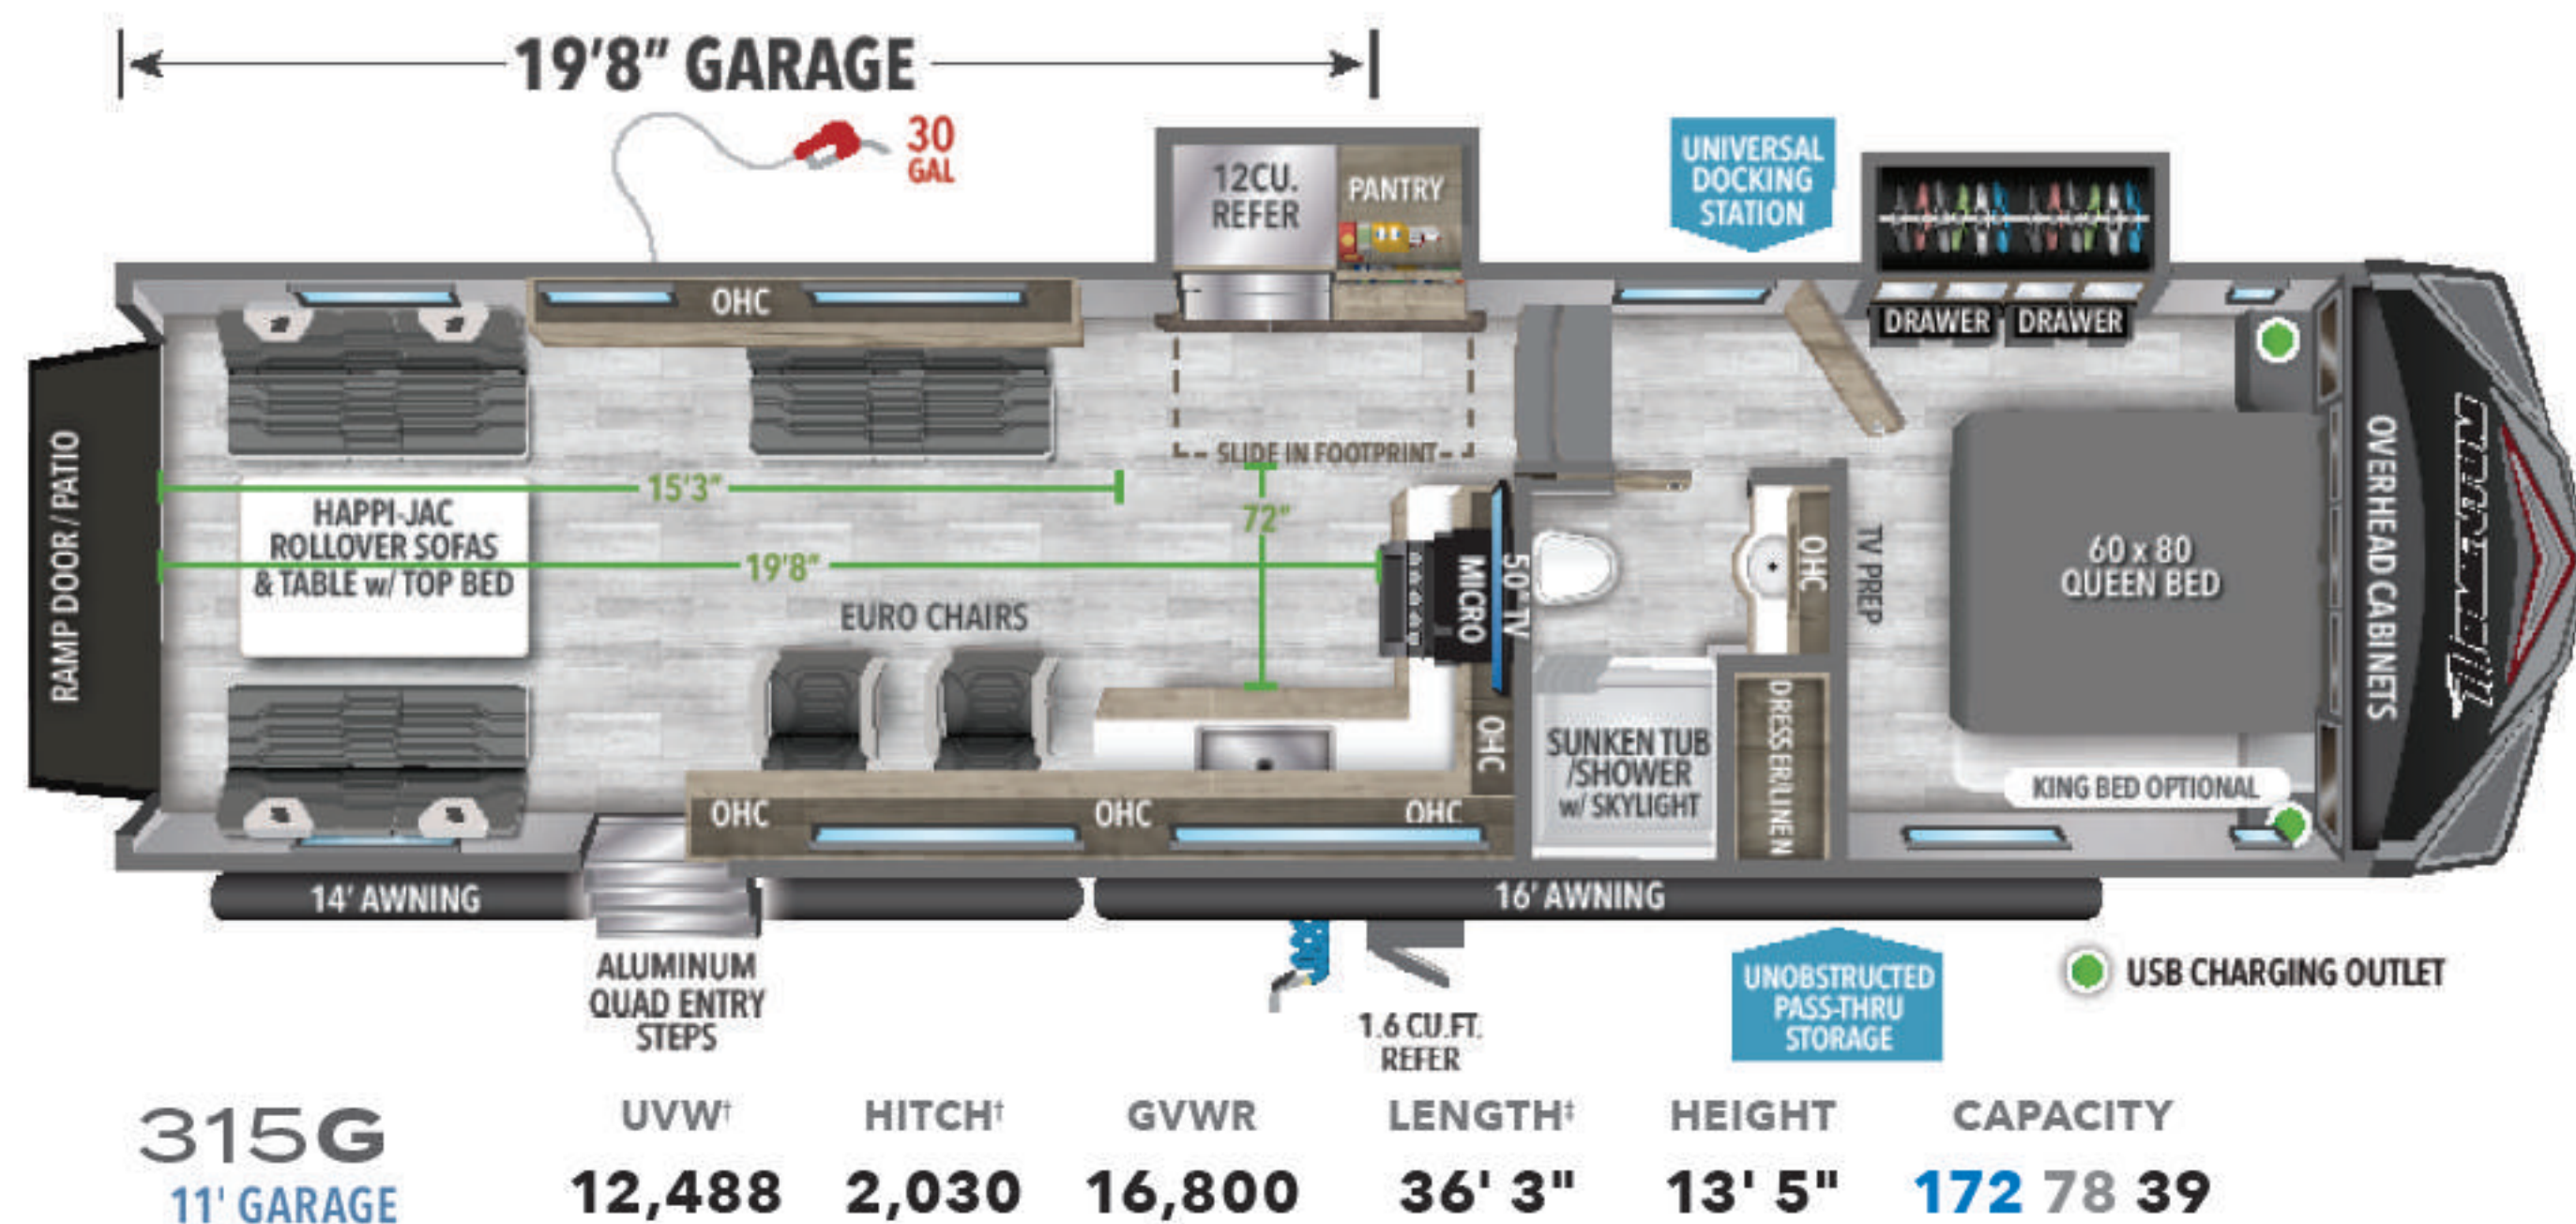 19'8" GARAGE
30
GAL
12CU.
REFER
PANTRY
UNIVERSAL
DOCKING
STATION
OHC
DRAWER
DRAWER
SLIDE IN FOOTPRINT
RAMP DOOR / PATIO
15'3"
HAPPI-JAC
ROLLOVER SOFAS
& TABLE w/ TOP BED
19'8"
72"
EURO CHAIRS
MICRO
50" TV
OHC
TV PREP
60 x 80
QUEEN BED
OVERHEAD CABINETS
OHC
SUNKEN TUB
/SHOWER
w/ SKYLIGHT
DRESSER/LINEN
KING BED OPTIONAL
OHC
OHC
OHC
14' AWNING
16' AWNING
ALUMINUM
QUAD ENTRY
STEPS
1.6 CU.FT.
REFER
UNOBSTRUCTED
PASS-THRU
STORAGE
USB CHARGING OUTLET
315G
11' GARAGE
UVW† HITCH† GVWR LENGTH‡ HEIGHT CAPACITY
12,488 2,030 16,800 36' 3" 13' 5" 172 78 39